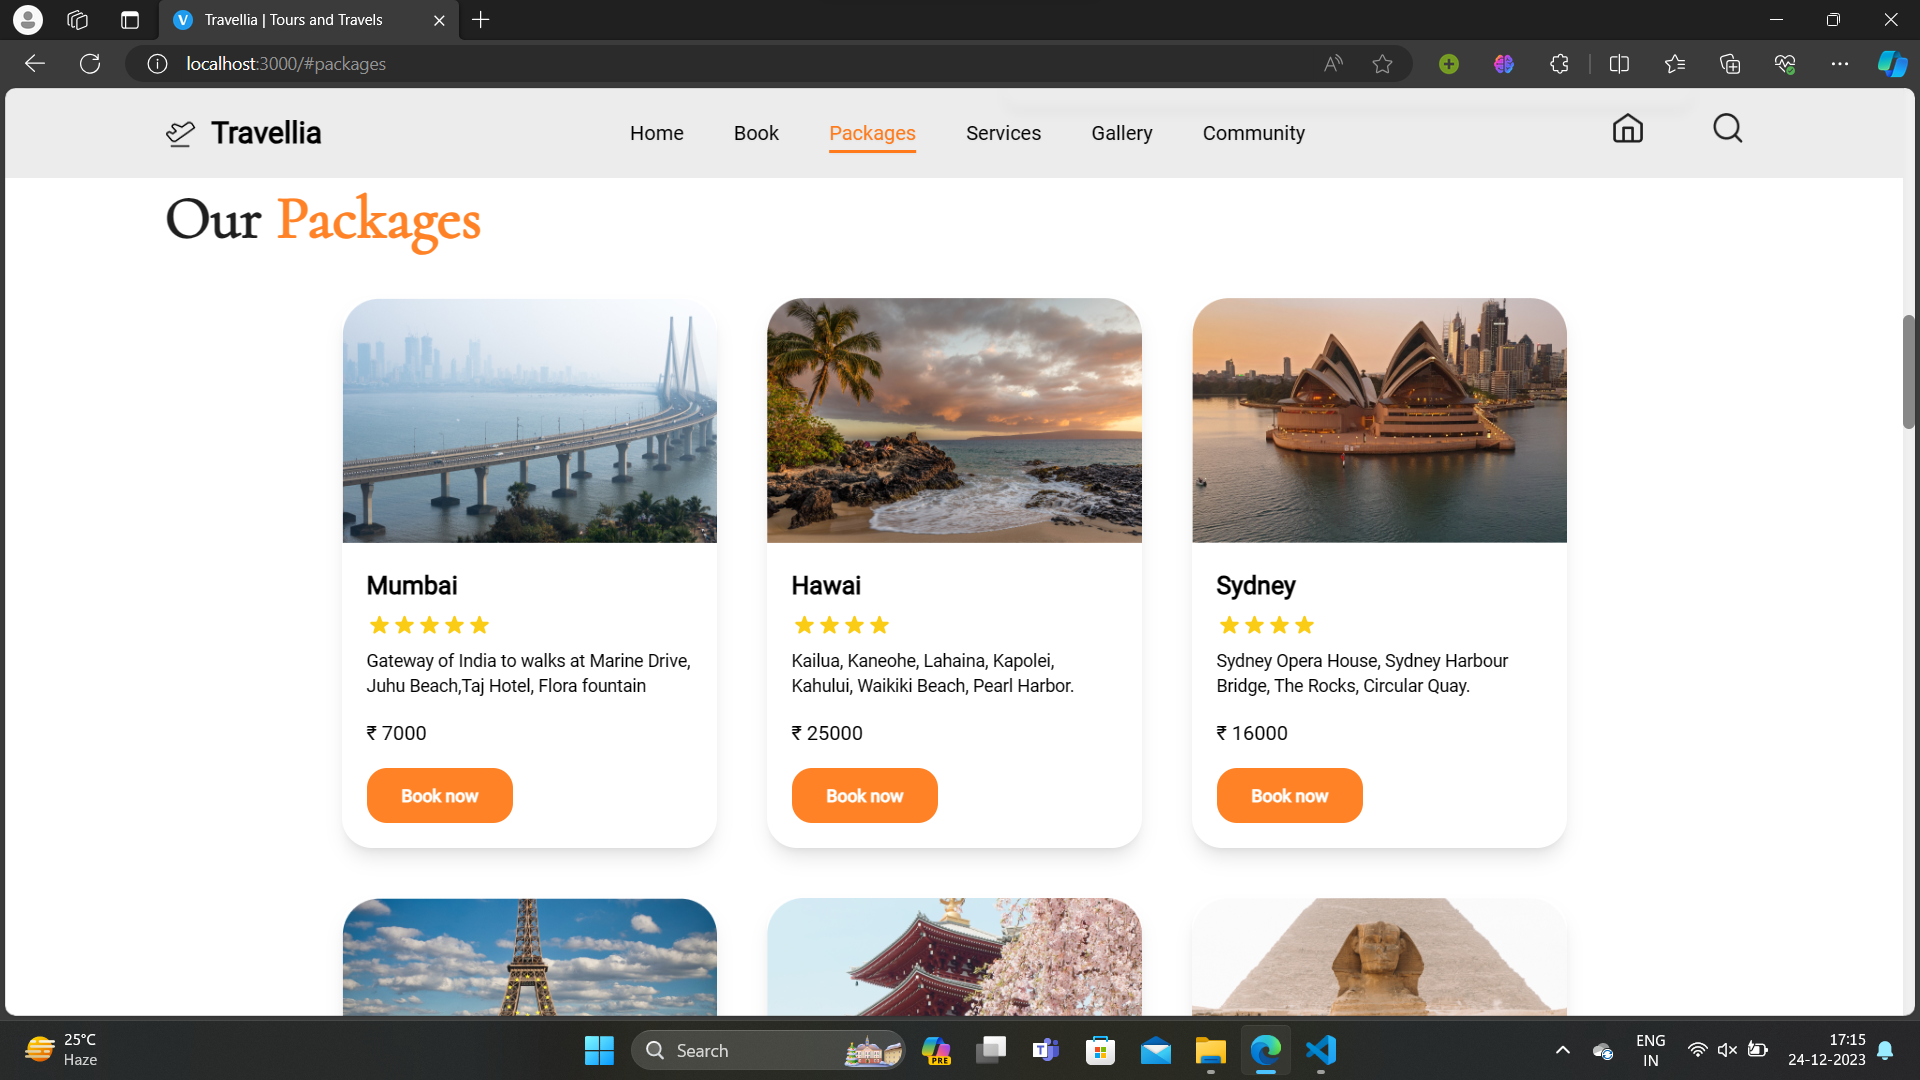 Travellia | Tours and Travels
localhost:3000/#packages
Travellia
Home
Book
Packages
Services
Gallery
Community
Our Packages
Mumbai
Gateway of India to walks at Marine Drive,
Juhu Beach,Taj Hotel, Flora fountain
₹ 7000
Book now
Hawai
Kailua, Kaneohe, Lahaina, Kapolei,
Kahului, Waikiki Beach, Pearl Harbor.
₹ 25000
Book now
Sydney
Sydney Opera House, Sydney Harbour
Bridge, The Rocks, Circular Quay.
₹ 16000
Book now
25°C
Haze
Search
PRE
ENG
IN
17:15
24-12-2023